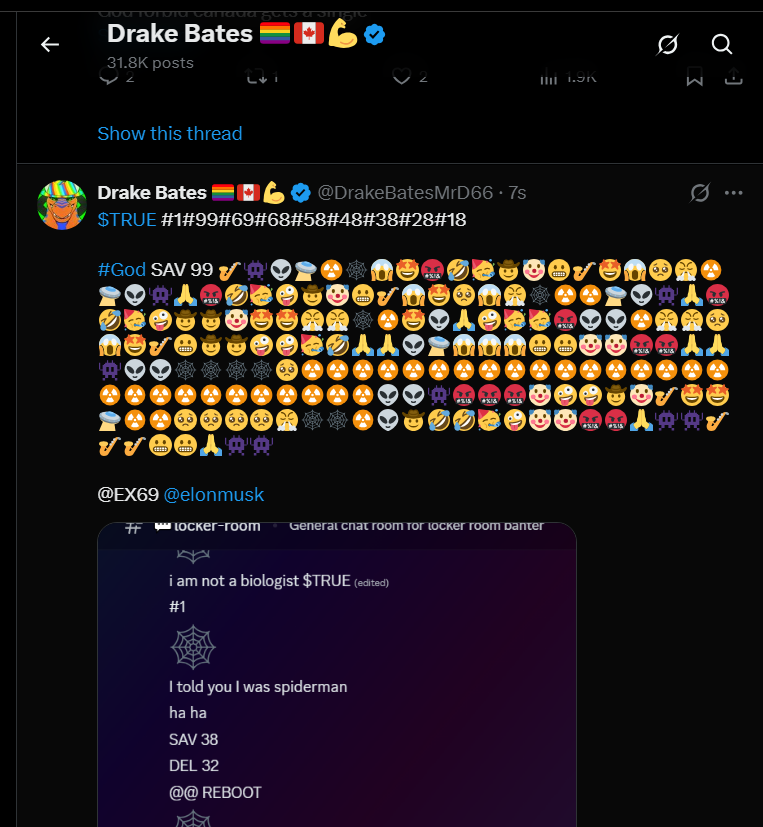 God forbid canada gets a single
Drake Bates 🏳️‍🌈🇨🇦💪
31.8K posts
2 1 2 1.9K
Show this thread
Drake Bates 🏳️‍🌈🇨🇦💪 @DrakeBatesMrD66 · 7s
$TRUE #1#99#69#68#58#48#38#28#18
#God SAV 99 🎷👾👽🛸☢️🕸️😱🤩🤬🤣🥳🤠🤡😬🎷🤩😱🥺😤☢️
🛸👽👾🙏🤬🤣🥳🤪🤠🤡😬🎷😱🤩🥺😱😤🕸️☢️☢️🛸👽👾🙏🤬
🤣🥳🤪🤠🤠🤡🤩🤩😤😤🕸️☢️🤩👽🙏🤪🥳🥳🤬👽👽☢️😤😤🥺
😱🤩🎷😬🤠🤠🤪🤪🥳🤣🙏🙏👽🛸😱😱😱😬😬🤡🤡🤬🤬🙏🙏
👾👽👽🕸️🕸️🕸️🕸️🥺☢️☢️☢️☢️☢️☢️☢️☢️☢️☢️☢️☢️☢️☢️☢️☢️☢️
☢️☢️☢️☢️☢️☢️☢️☢️☢️☢️☢️👽👽👾🤬🤬🤬🤡🤪🤪🤠🤡🎷🤩🤩
🛸☢️☢️🥺🥺🥺🥺😤🕸️🕸️☢️👽🤠🤣🤣🥳🤪🤡🤡🤬🤬🙏👾👾🎷
🎷🎷😬😬🙏👾👾
@EX69 @elonmusk
# locker-room · General chat room for locker room banter
i am not a biologist $TRUE (edited)
#1
I told you I was spiderman
ha ha
SAV 38
DEL 32
@@ REBOOT